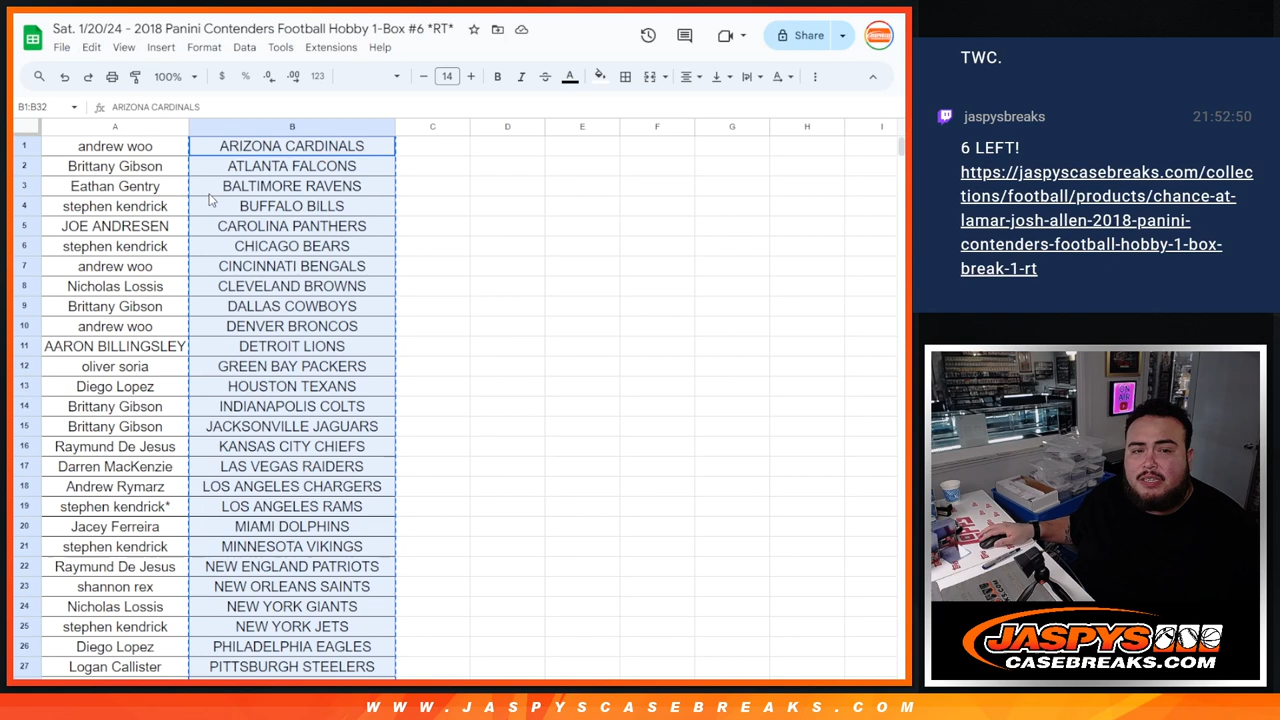 Sat. 1/20/24 - 2018 Panini Contenders Football Hobby 1-Box #6 *RT*
File Edit View Insert Format Data Tools Extensions Help
Share
100% $ % .0 .00 123 14 B I S A
B1:B32 fx ARIZONA CARDINALS
A B C D E F G H I
1 andrew woo ARIZONA CARDINALS
2 Brittany Gibson ATLANTA FALCONS
3 Eathan Gentry BALTIMORE RAVENS
4 stephen kendrick BUFFALO BILLS
5 JOE ANDRESEN CAROLINA PANTHERS
6 stephen kendrick CHICAGO BEARS
7 andrew woo CINCINNATI BENGALS
8 Nicholas Lossis CLEVELAND BROWNS
9 Brittany Gibson DALLAS COWBOYS
10 andrew woo DENVER BRONCOS
11 AARON BILLINGSLEY DETROIT LIONS
12 oliver soria GREEN BAY PACKERS
13 Diego Lopez HOUSTON TEXANS
14 Brittany Gibson INDIANAPOLIS COLTS
15 Brittany Gibson JACKSONVILLE JAGUARS
16 Raymund De Jesus KANSAS CITY CHIEFS
17 Darren MacKenzie LAS VEGAS RAIDERS
18 Andrew Rymarz LOS ANGELES CHARGERS
19 stephen kendrick* LOS ANGELES RAMS
20 Jacey Ferreira MIAMI DOLPHINS
21 stephen kendrick MINNESOTA VIKINGS
22 Raymund De Jesus NEW ENGLAND PATRIOTS
23 shannon rex NEW ORLEANS SAINTS
24 Nicholas Lossis NEW YORK GIANTS
25 stephen kendrick NEW YORK JETS
26 Diego Lopez PHILADELPHIA EAGLES
27 Logan Callister PITTSBURGH STEELERS
TWC.
jaspysbreaks 21:52:50
6 LEFT!
https://jaspyscasebreaks.com/collec
tions/football/products/chance-at-
lamar-josh-allen-2018-panini-
contenders-football-hobby-1-box-
break-1-rt
ON
AIR
JASPYS
CASEBREAKS.COM
WWW.JASPYSCASEBREAKS.COM